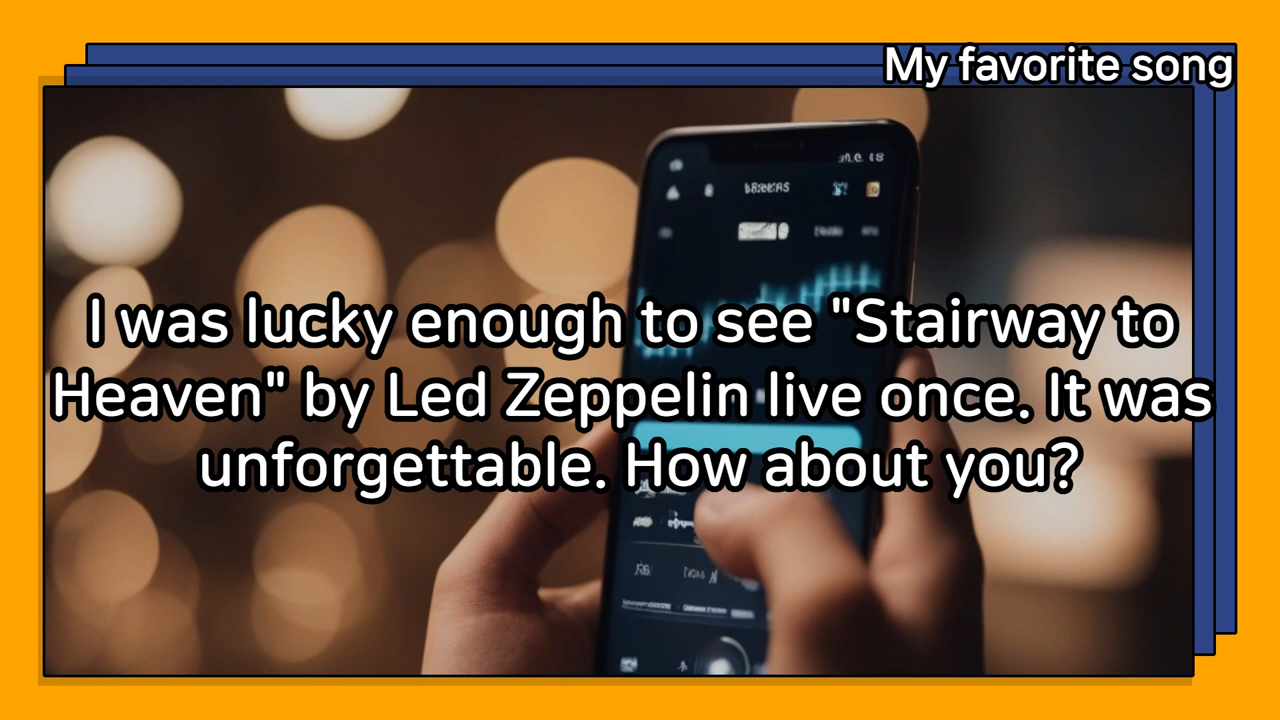 My favorite song
I was lucky enough to see "Stairway to
Heaven" by Led Zeppelin live once. It was
unforgettable. How about you?